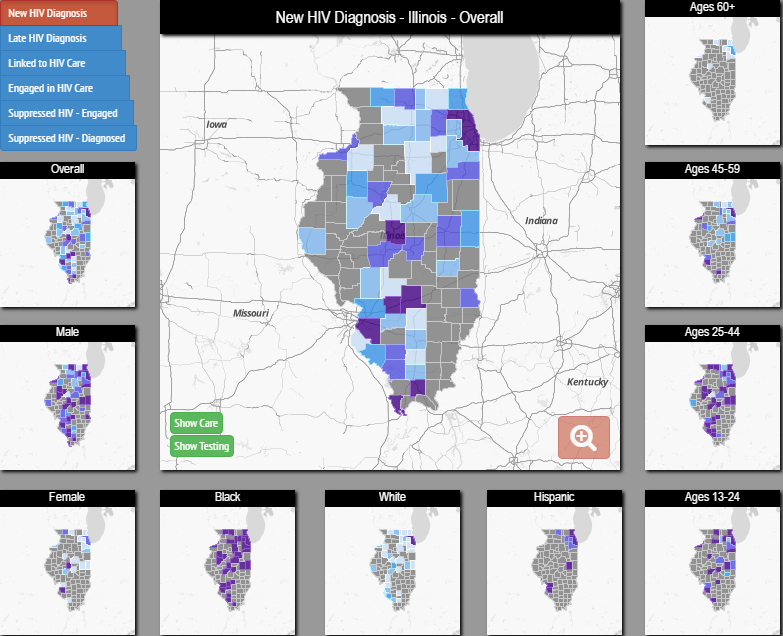 New HIV Diagnosis
Late HIV Diagnosis
Linked to HIV Care
Engaged in HIV Care
Suppressed HIV - Engaged
Suppressed HIV - Diagnosed
New HIV Diagnosis - Illinois - Overall
Ages 60+
Overall
Ages 45-59
Male
Ages 25-44
Iowa
Indiana
Missouri
Kentucky
Show Care
Show Testing
Female
Black
White
Hispanic
Ages 13-24